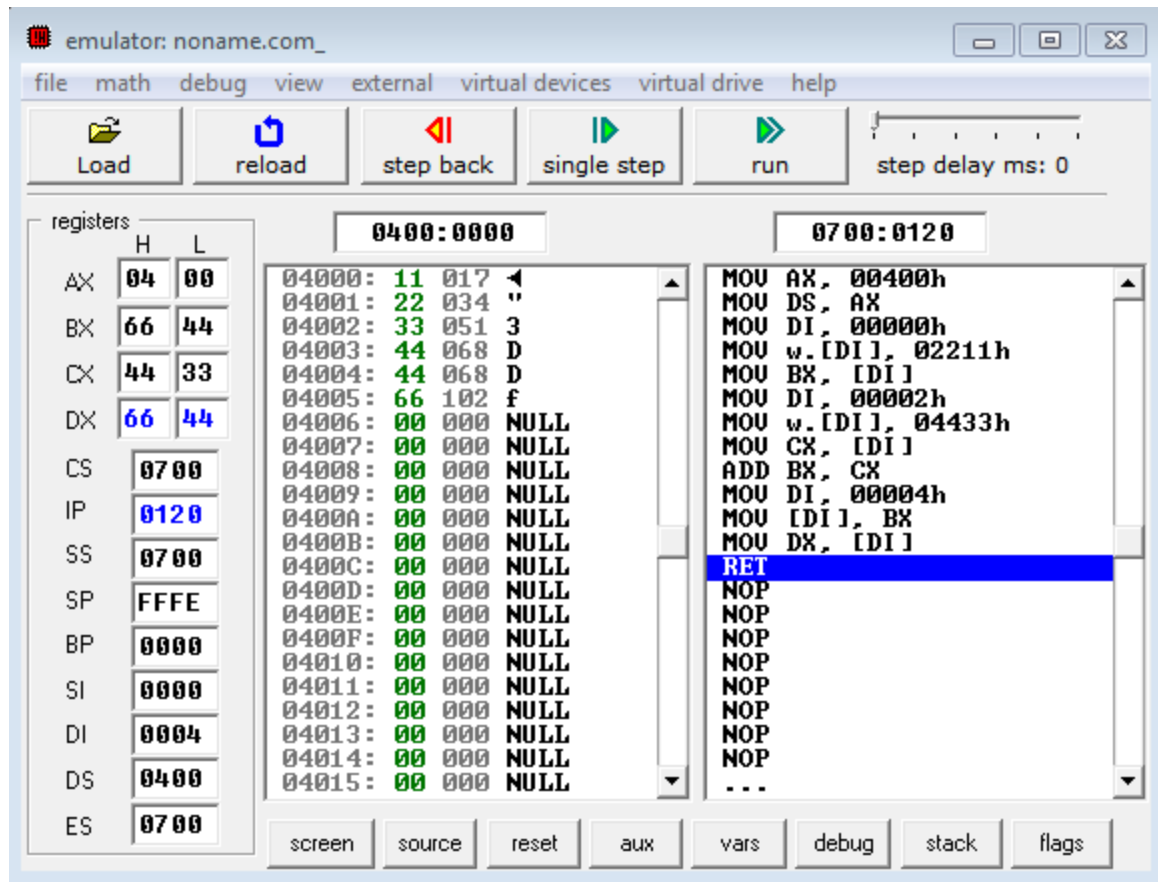 emulator: noname.com_
file math debug view external virtual devices virtual drive help
Load reload step back single step run step delay ms: 0
registers
H L
0400:0000 0700:0120
AX 04 00
BX 66 44
CX 44 33
DX 66 44
CS 0700
IP 0120
SS 0700
SP FFFE
BP 0000
SI 0000
DI 0004
DS 0400
ES 0700
04000: 11 017 ◄
04001: 22 034 "
04002: 33 051 3
04003: 44 068 D
04004: 44 068 D
04005: 66 102 f
04006: 00 000 NULL
04007: 00 000 NULL
04008: 00 000 NULL
04009: 00 000 NULL
0400A: 00 000 NULL
0400B: 00 000 NULL
0400C: 00 000 NULL
0400D: 00 000 NULL
0400E: 00 000 NULL
0400F: 00 000 NULL
04010: 00 000 NULL
04011: 00 000 NULL
04012: 00 000 NULL
04013: 00 000 NULL
04014: 00 000 NULL
04015: 00 000 NULL
MOV AX, 00400h
MOV DS, AX
MOV DI, 00000h
MOV w.[DI], 02211h
MOV BX, [DI]
MOV DI, 00002h
MOV w.[DI], 04433h
MOV CX, [DI]
ADD BX, CX
MOV DI, 00004h
MOV [DI], BX
MOV DX, [DI]
RET
NOP
NOP
NOP
NOP
NOP
NOP
NOP
NOP
...
screen source reset aux vars debug stack flags